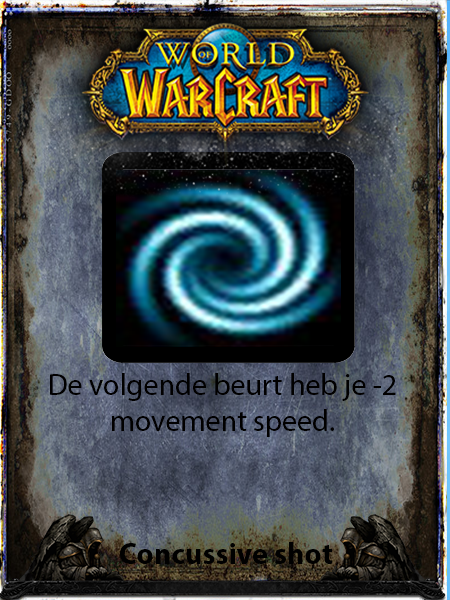 WORLD
OF
WARCRAFT
De volgende beurt heb je -2
movement speed.
Concussive shot